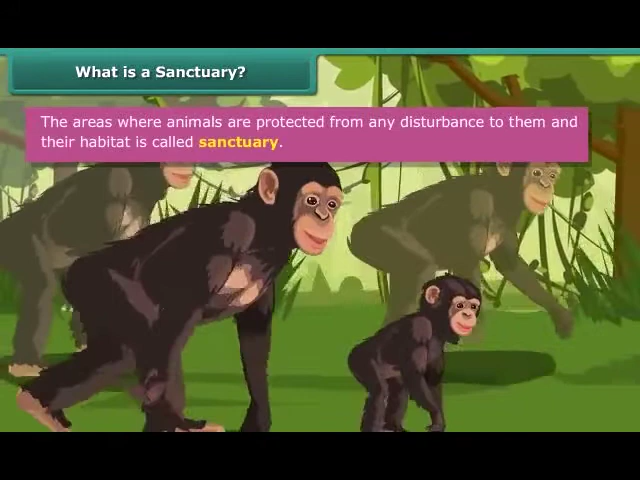 What is a Sanctuary?
The areas where animals are protected from any disturbance to them and
their habitat is called sanctuary.